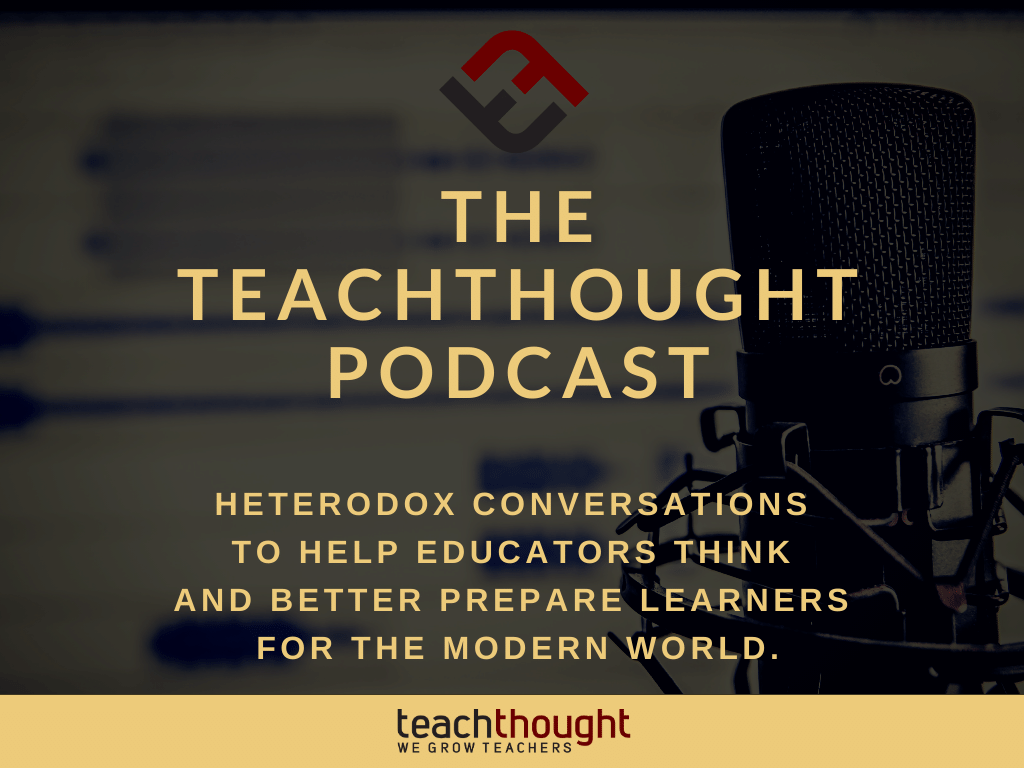 THE
TEACHTHOUGHT
PODCAST
HETERODOX CONVERSATIONS
TO HELP EDUCATORS THINK
AND BETTER PREPARE LEARNERS
FOR THE MODERN WORLD.
teachthought
WE GROW TEACHERS